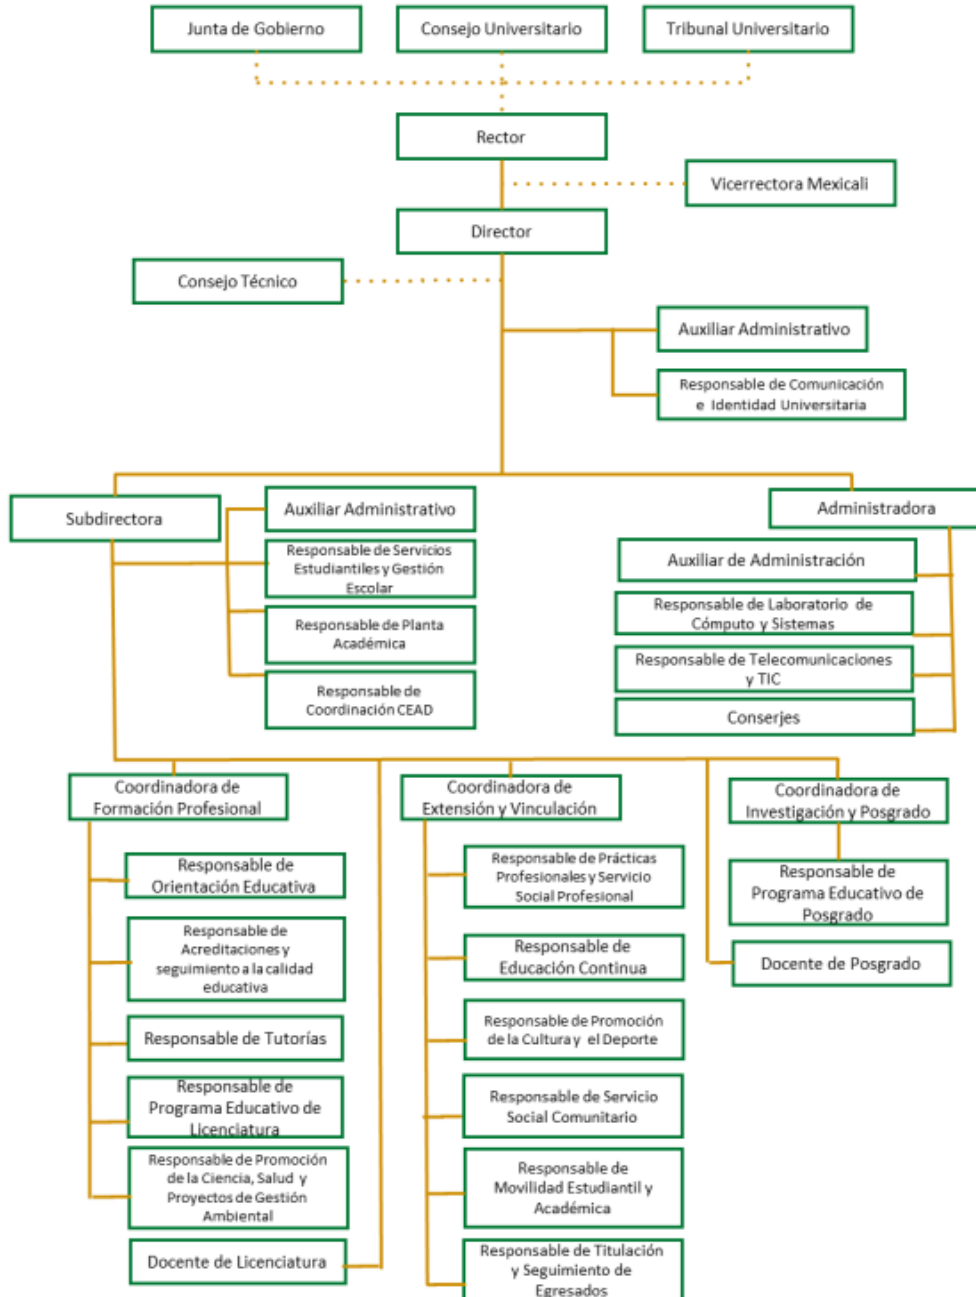 Junta de Gobierno
Consejo Universitario
Tribunal Universitario
Rector
Vicerrectora Mexicali
Director
Consejo Técnico
Auxiliar Administrativo
Responsable de Comunicación
e Identidad Universitaria
Subdirectora
Auxiliar Administrativo
Responsable de Servicios
Estudiantiles y Gestión
Escolar
Responsable de Planta
Académica
Responsable de
Coordinación CEAD
Administradora
Auxiliar de Administración
Responsable de Laboratorio de
Cómputo y Sistemas
Responsable de Telecomunicaciones
y TIC
Conserjes
Coordinadora de
Formación Profesional
Responsable de
Orientación Educativa
Responsable de
Acreditaciones y
seguimiento a la calidad
educativa
Responsable de Tutorías
Responsable de
Programa Educativo de
Licenciatura
Responsable de Promoción
de la Ciencia, Salud y
Proyectos de Gestión
Ambiental
Docente de Licenciatura
Coordinadora de
Extensión y Vinculación
Responsable de Prácticas
Profesionales y Servicio
Social Profesional
Responsable de
Educación Continua
Responsable de Promoción
de la Cultura y el Deporte
Responsable de Servicio
Social Comunitario
Responsable de
Movilidad Estudiantil y
Académica
Responsable de Titulación
y Seguimiento de
Egresados
Coordinadora de
Investigación y Posgrado
Responsable de
Programa Educativo de
Posgrado
Docente de Posgrado